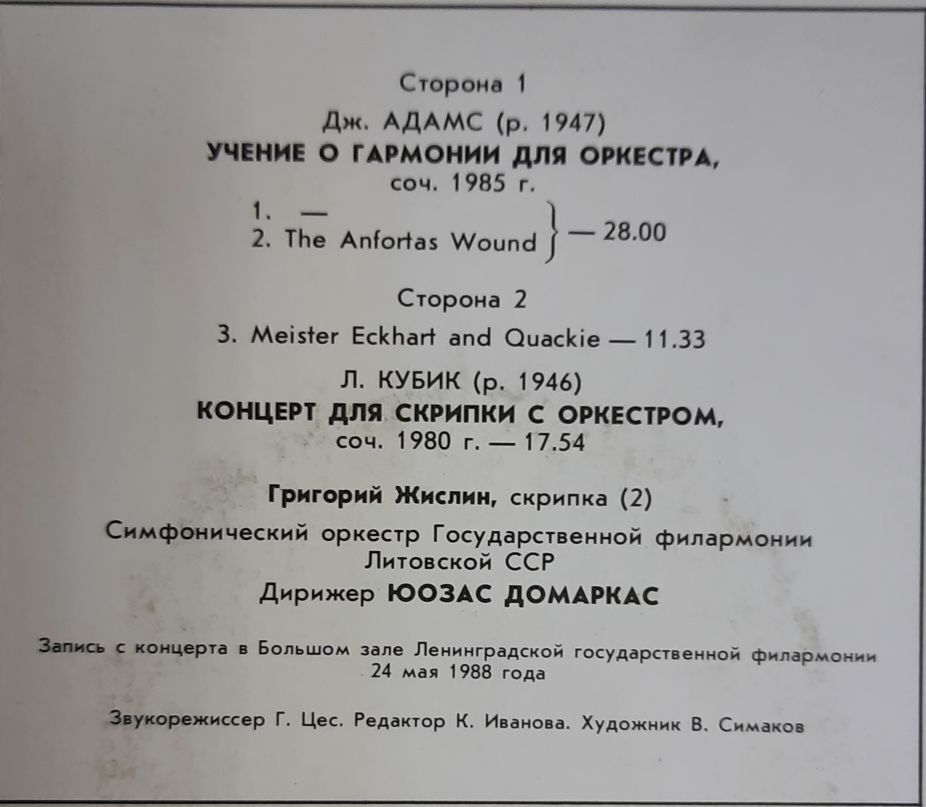 Сторона 1
Дж. АДАМС (р. 1947)
УЧЕНИЕ О ГАРМОНИИ ДЛЯ ОРКЕСТРА,
соч. 1985 г.
1. —
2. The Anfortas Wound } — 28.00
Сторона 2
3. Meister Eckhart and Quackie — 11.33
Л. КУБИК (р. 1946)
КОНЦЕРТ ДЛЯ СКРИПКИ С ОРКЕСТРОМ,
соч. 1980 г. — 17.54
Григорий Жислин, скрипка (2)
Симфонический оркестр Государственной филармонии
Литовской ССР
Дирижер ЮОЗАС ДОМАРКАС
Запись с концерта в Большом зале Ленинградской государственной филармонии
24 мая 1988 года
Звукорежиссер Г. Цес. Редактор К. Иванова. Художник В. Симаков